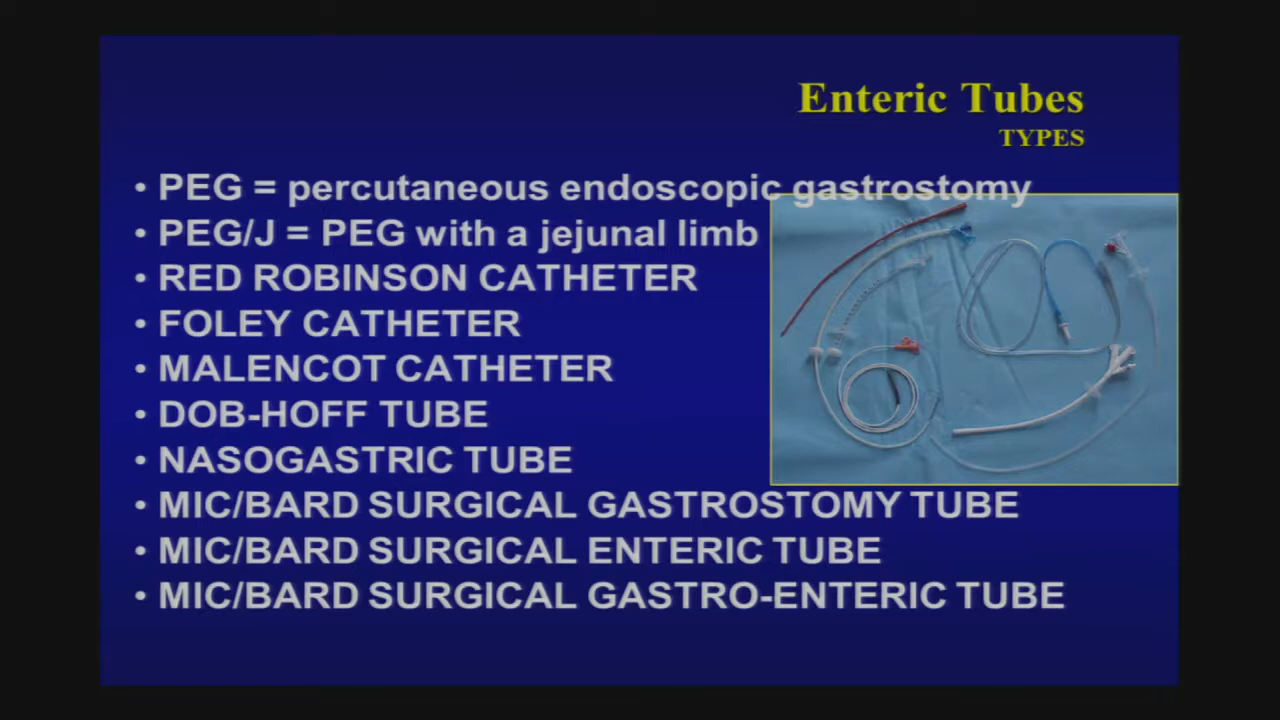 Enteric Tubes
TYPES
• PEG = percutaneous endoscopic gastrostomy
• PEG/J = PEG with a jejunal limb
• RED ROBINSON CATHETER
• FOLEY CATHETER
• MALENCOT CATHETER
• DOB-HOFF TUBE
• NASOGASTRIC TUBE
• MIC/BARD SURGICAL GASTROSTOMY TUBE
• MIC/BARD SURGICAL ENTERIC TUBE
• MIC/BARD SURGICAL GASTRO-ENTERIC TUBE